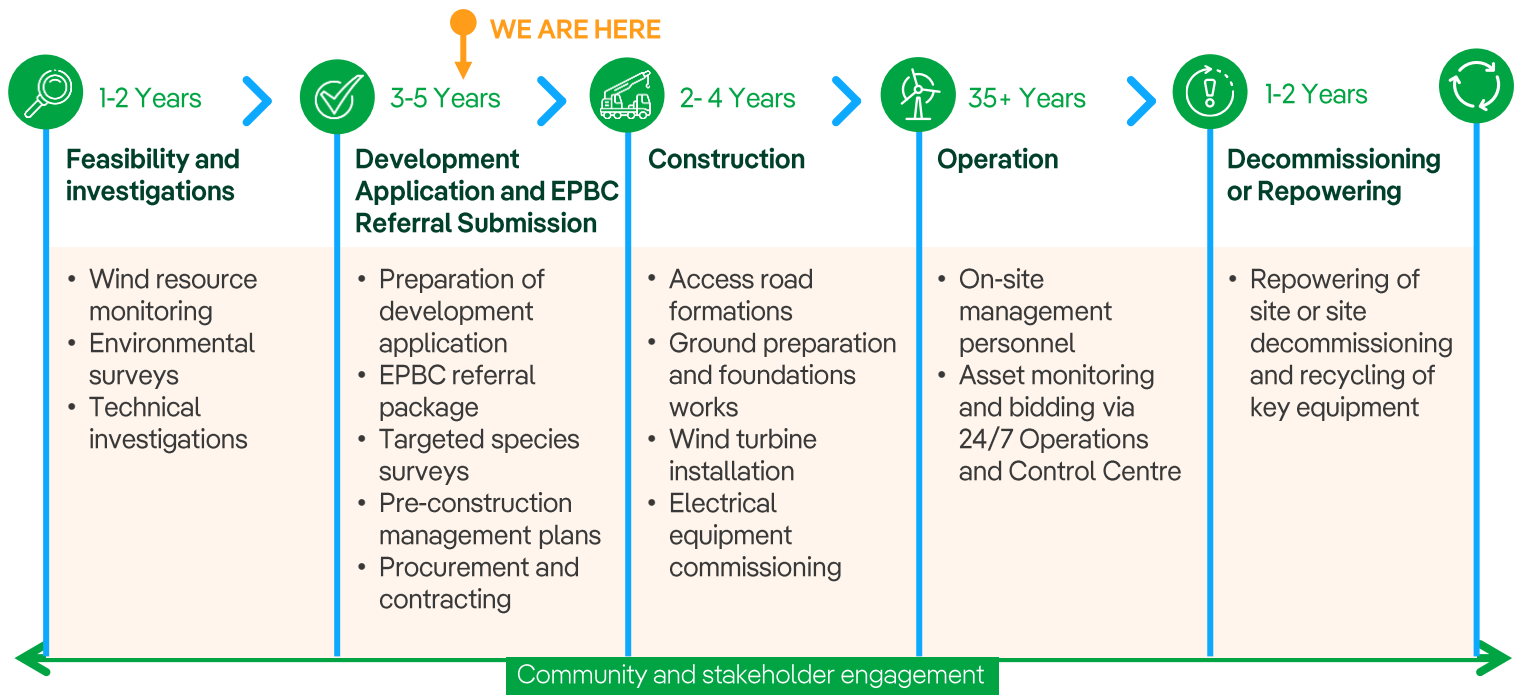 WE ARE HERE
1-2 Years
3-5 Years
2- 4 Years
35+ Years
1-2 Years
Feasibility and
investigations
• Wind resource
monitoring
• Environmental
surveys
• Technical
investigations
Development
Application and EPBC
Referral Submission
• Preparation of
development
application
• EPBC referral
package
• Targeted species
surveys
• Pre-construction
management plans
• Procurement and
contracting
Construction
• Access road
formations
• Ground preparation
and foundations
works
• Wind turbine
installation
• Electrical
equipment
commissioning
Operation
• On-site
management
personnel
• Asset monitoring
and bidding via
24/7 Operations
and Control Centre
Decommissioning
or Repowering
• Repowering of
site or site
decommissioning
and recycling of
key equipment
Community and stakeholder engagement